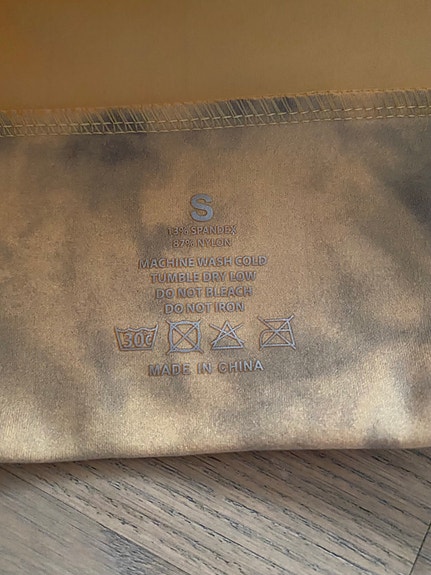 S
13% SPANDEX
87% NYLON
MACHINE WASH COLD
TUMBLE DRY LOW
DO NOT BLEACH
DO NOT IRON
30c
MADE IN CHINA